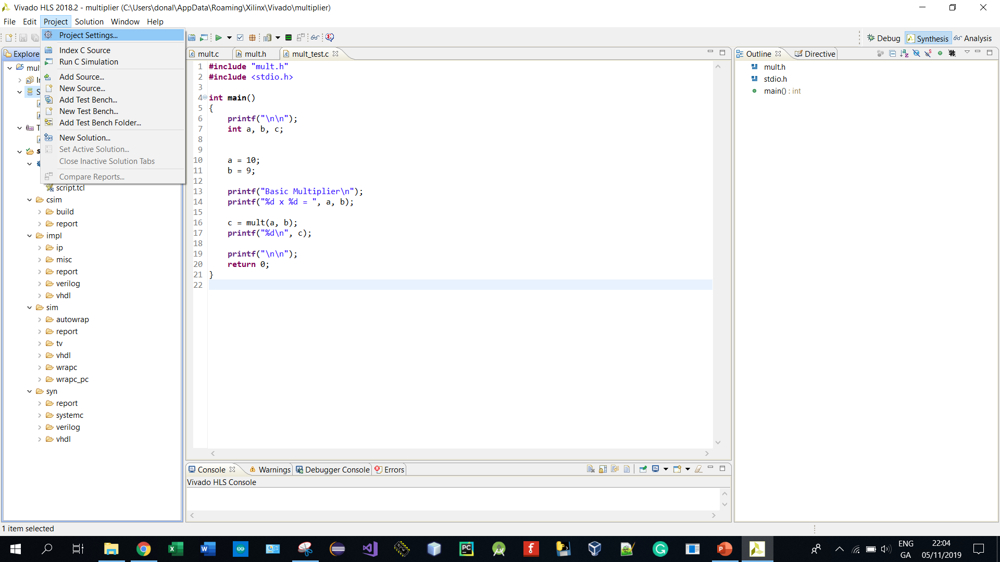 Vivado HLS 2018.2 - multiplier (C:\Users\donal\AppData\Roaming\Xilinx\Vivado\multiplier)
File Edit Project Solution Window Help
Debug Synthesis Analysis
Project Settings...
Index C Source
Run C Simulation
Add Source...
New Source...
Add Test Bench...
New Test Bench...
Add Test Bench Folder...
New Solution...
Set Active Solution...
Close Inactive Solution Tabs
Compare Reports...
Explore
mul
script.tcl
csim
build
report
impl
ip
misc
report
verilog
vhdl
sim
autowrap
report
tv
vhdl
wrapc
wrapc_pc
syn
report
systemc
verilog
vhdl
mult.c mult.h mult_test.c
1 #include "mult.h"
2 #include <stdio.h>
3
4 int main()
5 {
6 printf("\n\n");
7 int a, b, c;
8
9
10 a = 10;
11 b = 9;
12
13 printf("Basic Multiplier\n");
14 printf("%d x %d = ", a, b);
15
16 c = mult(a, b);
17 printf("%d\n", c);
18
19 printf("\n\n");
20 return 0;
21 }
22
Outline Directive
mult.h
stdio.h
main() : int
Console Warnings Debugger Console Errors
Vivado HLS Console
1 item selected
ENG
GA
22:04
05/11/2019